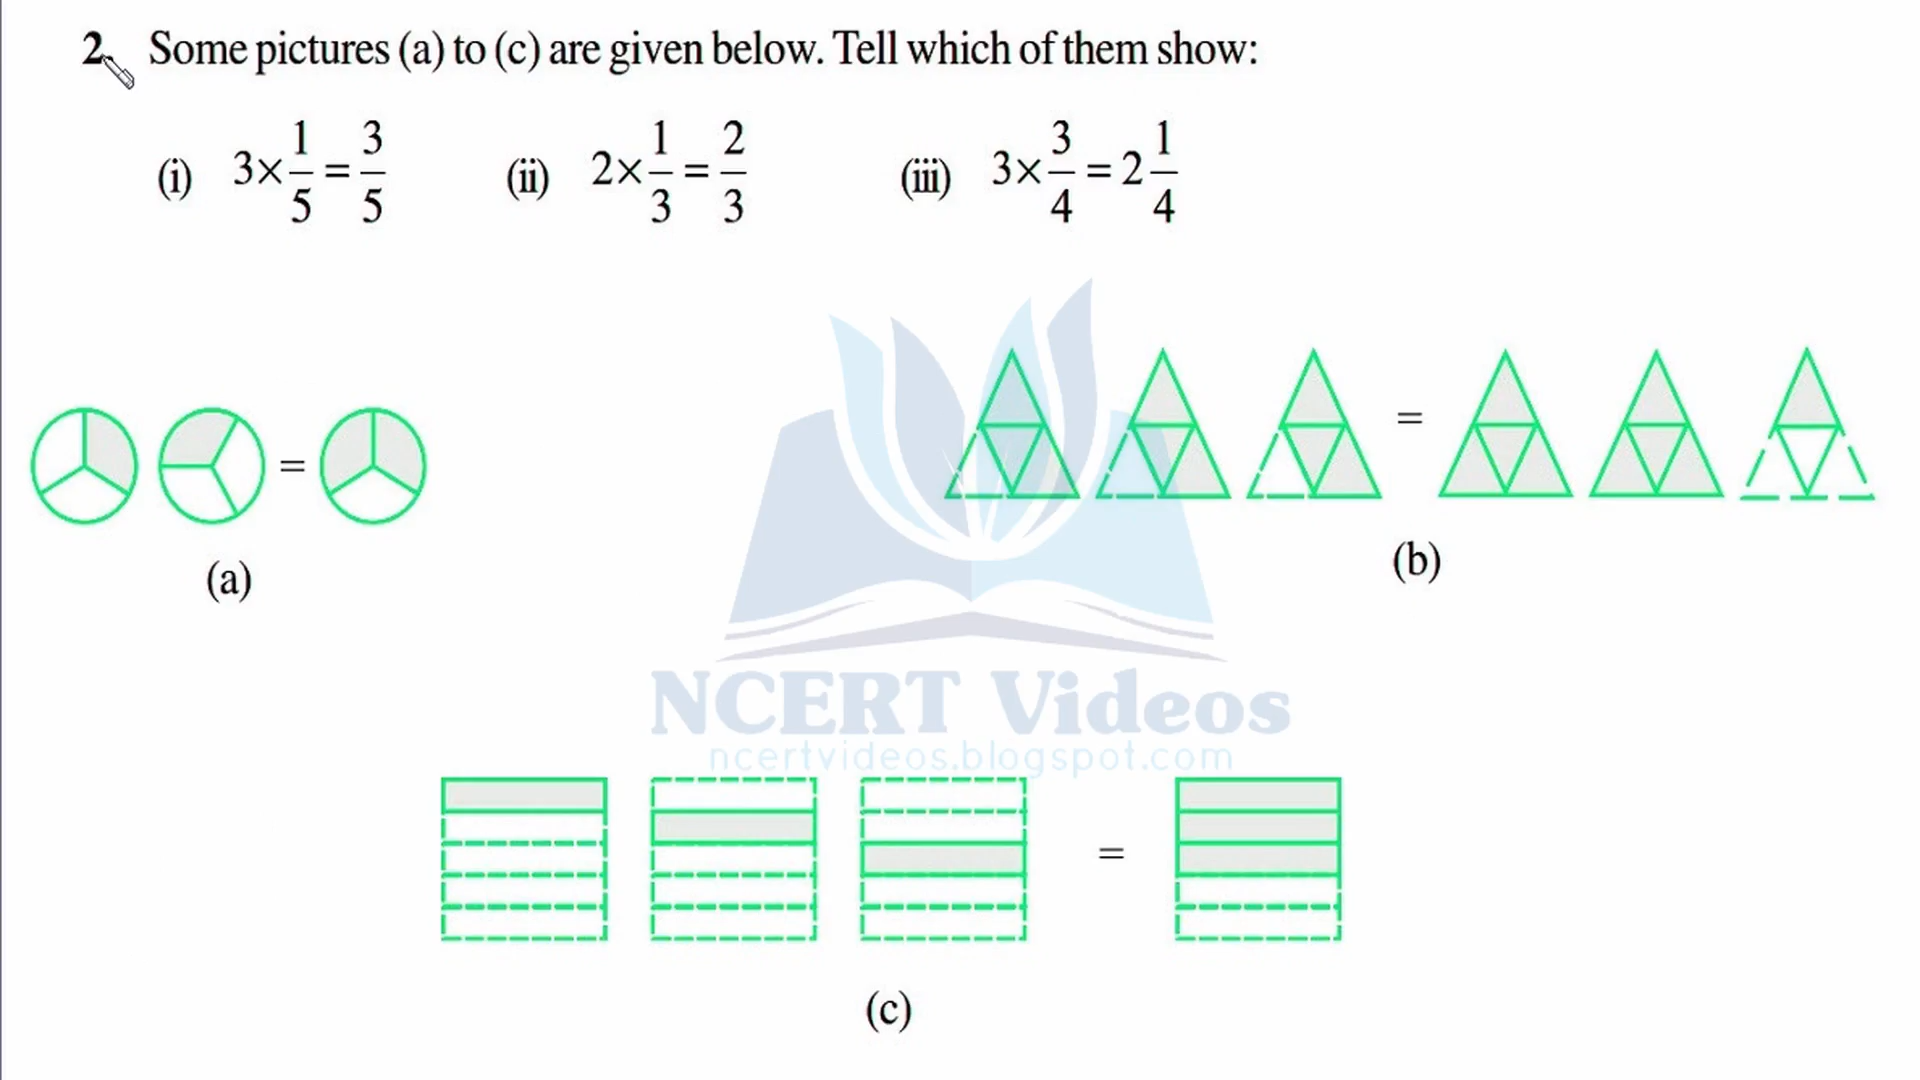 2. Some pictures (a) to (c) are given below. Tell which of them show:
(i) 3 × 1/5 = 3/5 (ii) 2 × 1/3 = 2/3 (iii) 3 × 3/4 = 2 1/4
=
=
(a)
(b)
NCERT Videos
ncertvideos.blogspot.com
=
(c)